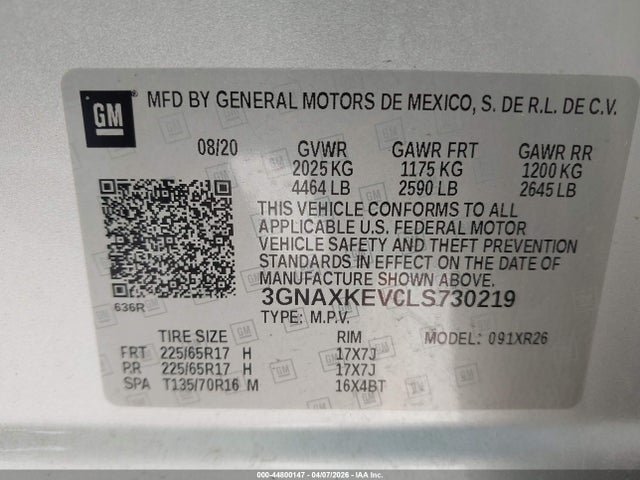 GM
MFD BY GENERAL MOTORS DE MEXICO, S. DE R.L. DE C.V.
08/20 GVWR GAWR FRT GAWR RR
2025 KG 1175 KG 1200 KG
4464 LB 2590 LB 2645 LB
THIS VEHICLE CONFORMS TO ALL
APPLICABLE U.S. FEDERAL MOTOR
VEHICLE SAFETY AND THEFT PREVENTION
STANDARDS IN EFFECT ON THE DATE OF
MANUFACTURE SHOWN ABOVE.
636R
3GNAXKEVCLS730219
TYPE: M.P.V.
TIRE SIZE RIM MODEL: 091XR26
FRT 225/65R17 H 17X7J
RR 225/65R17 H 17X7J
SPA T135/70R16 M 16X4BT
000-44800147 - 04/07/2026 - IAA Inc.